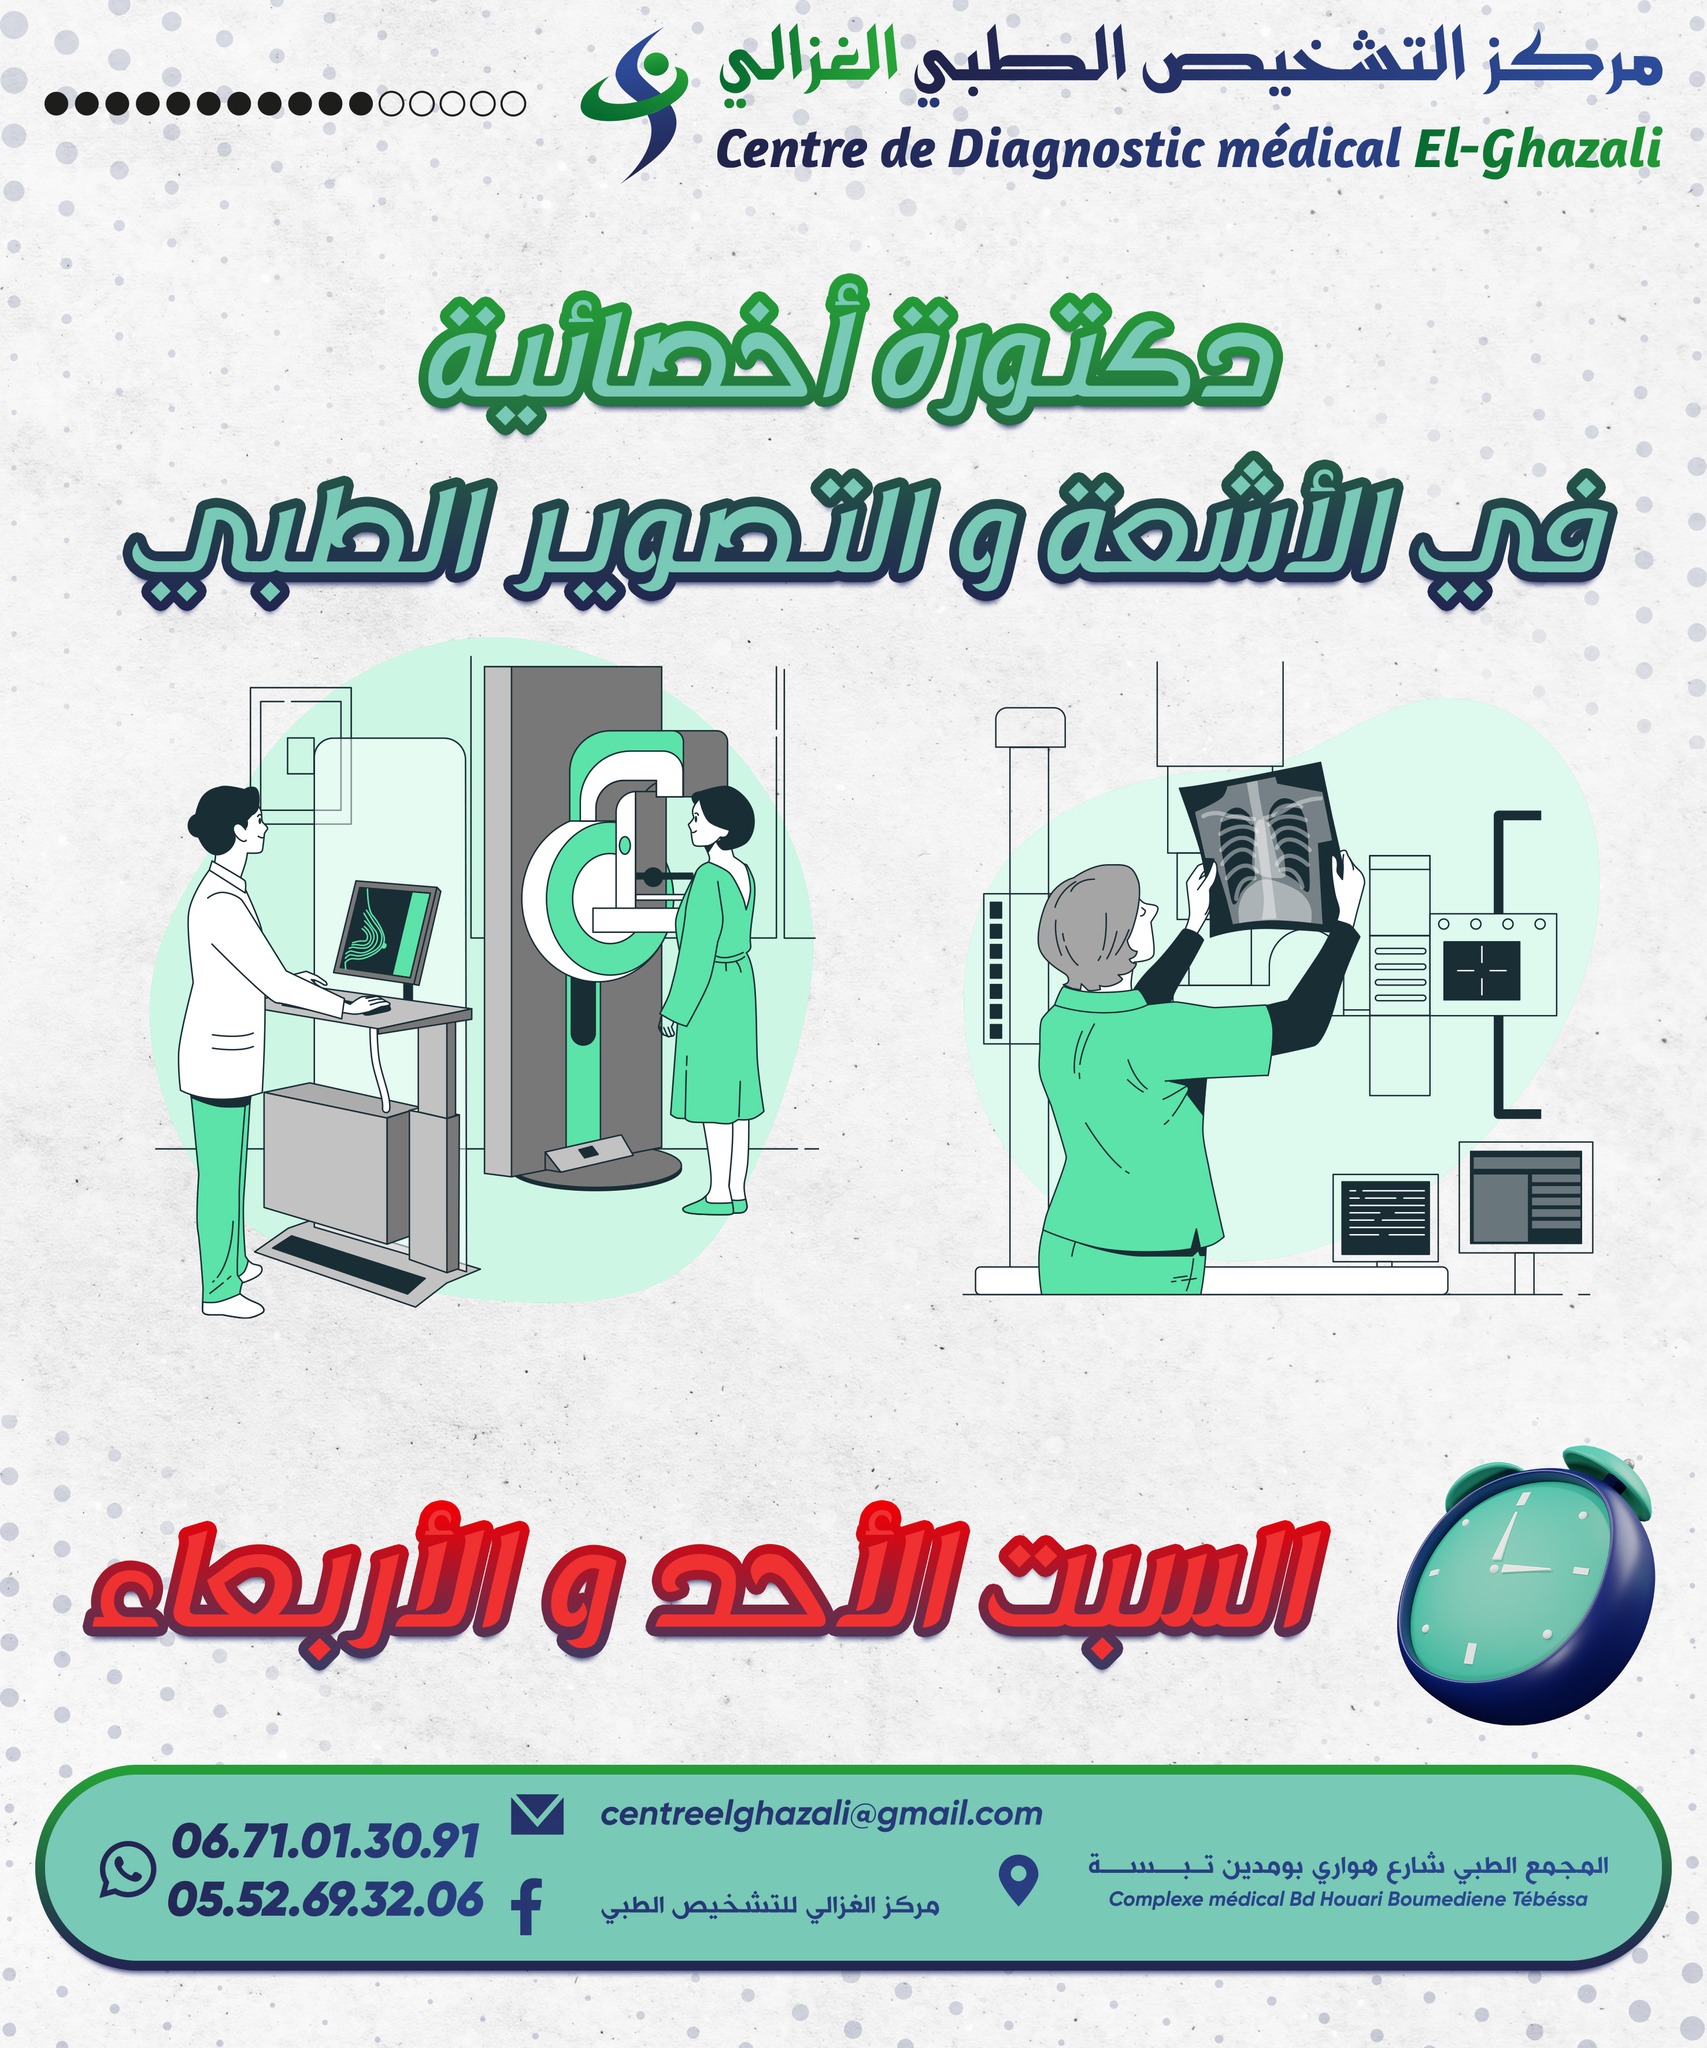 مركز التشخيص الطبي الغزالي
Centre de Diagnostic médical El-Ghazali
دكتورة أخصائية
في الأشعة و التصوير الطبي
السبت الأحد و الأربعاء
06.71.01.30.91
05.52.69.32.06
centreelghazali@gmail.com
مركز الغزالي للتشخيص الطبي
المجمع الطبي شارع هواري بومدين تبسة
Complexe médical Bd Houari Boumediene Tébéssa